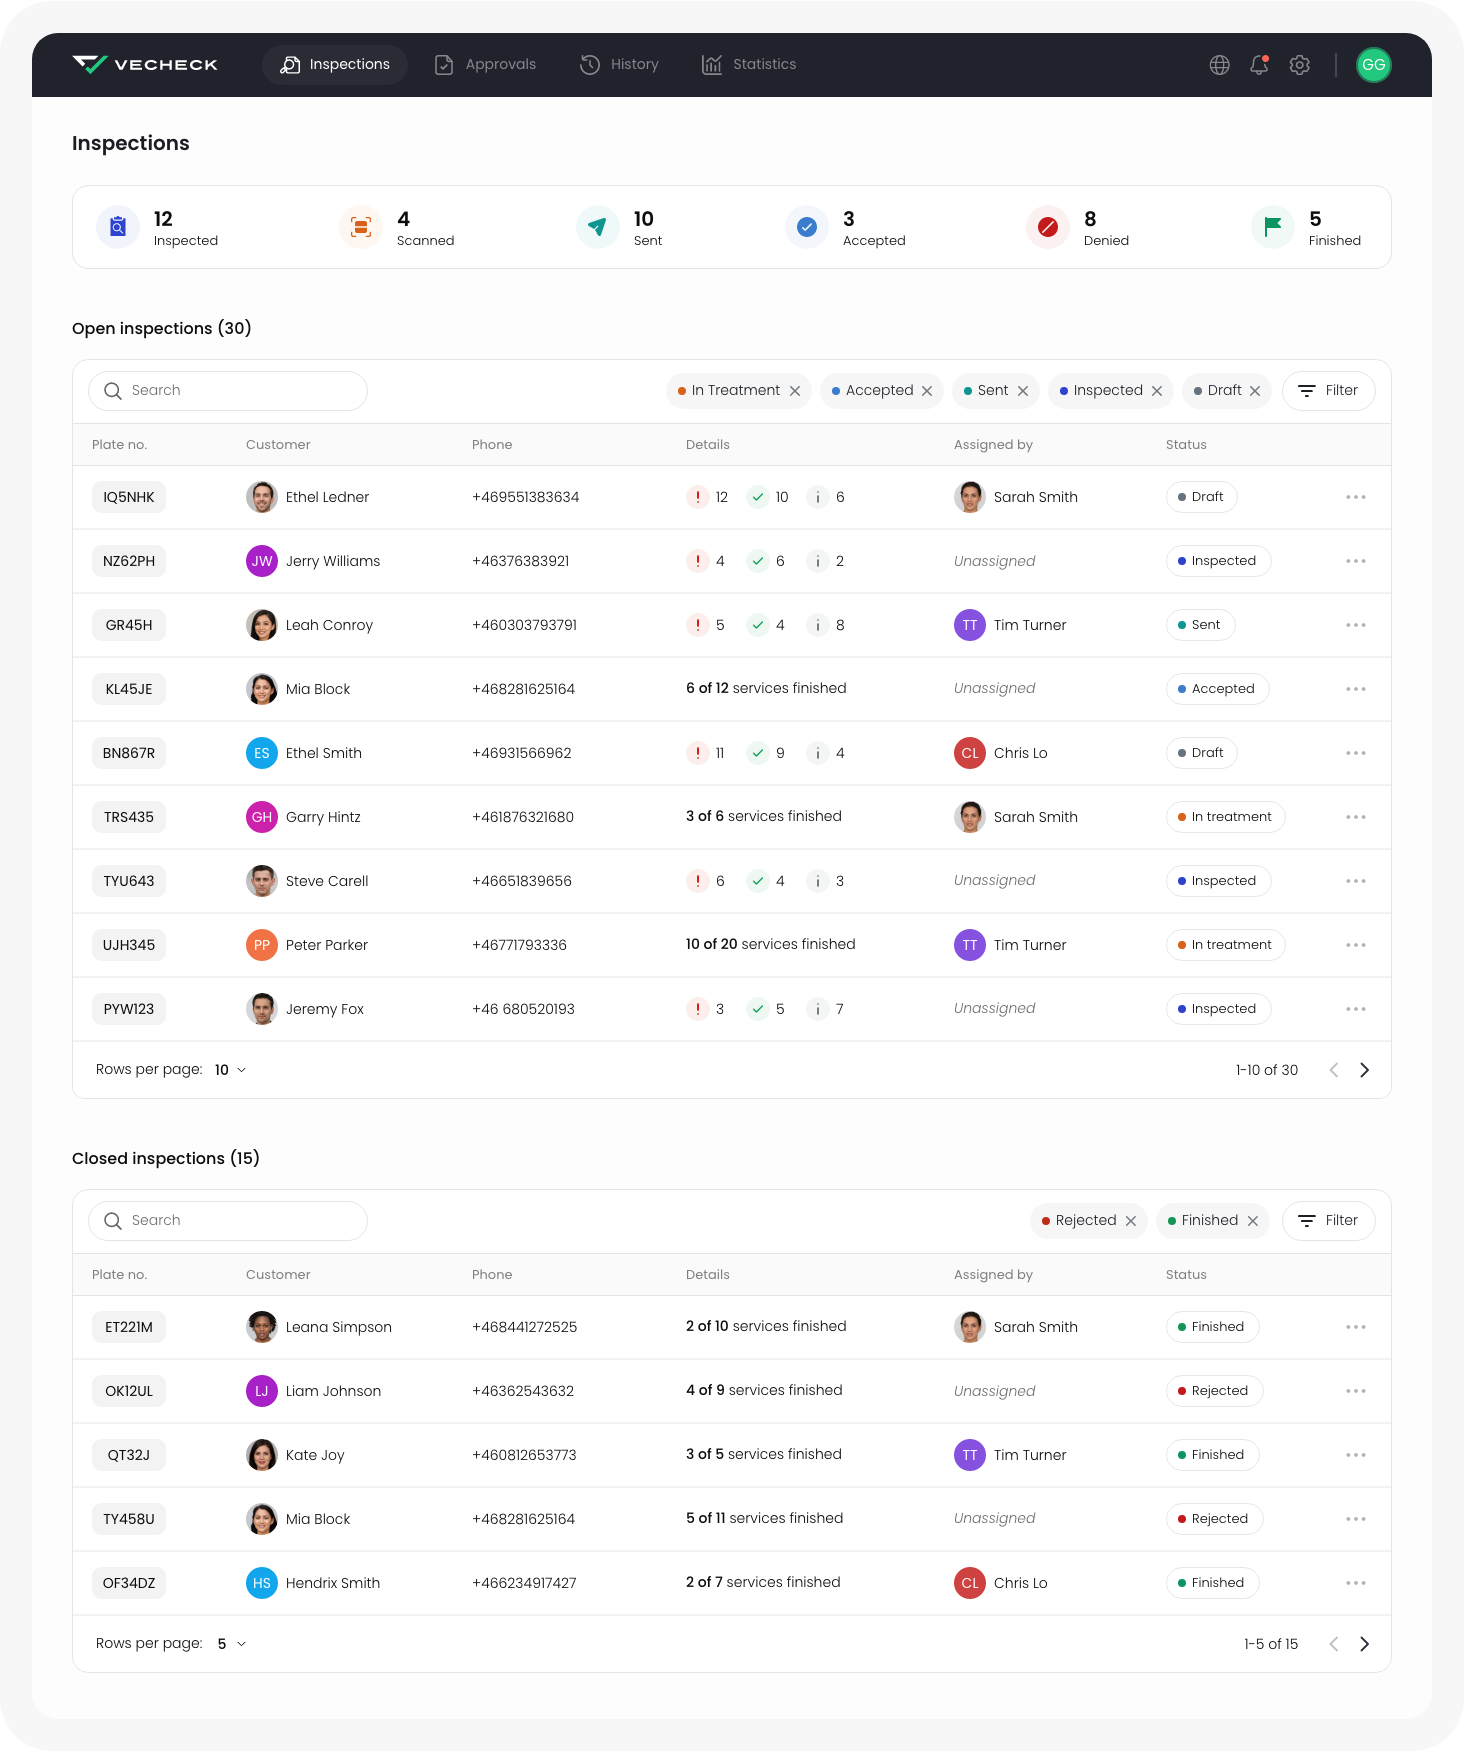 VECHECK Inspections Approvals History Statistics GG
Inspections
12 4 10 3 8 5
Inspected Scanned Sent Accepted Denied Finished
Open inspections (30)
Search In Treatment Accepted Sent Inspected Draft Filter
Plate no. Customer Phone Details Assigned by Status
IQ5NHK Ethel Ledner +469551383634 ! 12 10 i 6 Sarah Smith Draft
NZ62PH JW Jerry Williams +46376383921 ! 4 6 i 2 Unassigned Inspected
GR45H Leah Conroy +460303793791 ! 5 4 i 8 TT Tim Turner Sent
KL45JE Mia Block +468281625164 6 of 12 services finished Unassigned Accepted
BN867R ES Ethel Smith +46931566962 ! 11 9 i 4 CL Chris Lo Draft
TRS435 GH Garry Hintz +461876321680 3 of 6 services finished Sarah Smith In treatment
TYU643 Steve Carell +46651839656 ! 6 4 i 3 Unassigned Inspected
UJH345 PP Peter Parker +46771793336 10 of 20 services finished TT Tim Turner In treatment
PYW123 Jeremy Fox +46 680520193 ! 3 5 i 7 Unassigned Inspected
Rows per page: 10 1-10 of 30
Closed inspections (15)
Search Rejected Finished Filter
Plate no. Customer Phone Details Assigned by Status
ET221M Leana Simpson +468441272525 2 of 10 services finished Sarah Smith Finished
OK12UL LJ Liam Johnson +46362543632 4 of 9 services finished Unassigned Rejected
QT32J Kate Joy +460812653773 3 of 5 services finished TT Tim Turner Finished
TY458U Mia Block +468281625164 5 of 11 services finished Unassigned Rejected
OF34DZ HS Hendrix Smith +466234917427 2 of 7 services finished CL Chris Lo Finished
Rows per page: 5 1-5 of 15